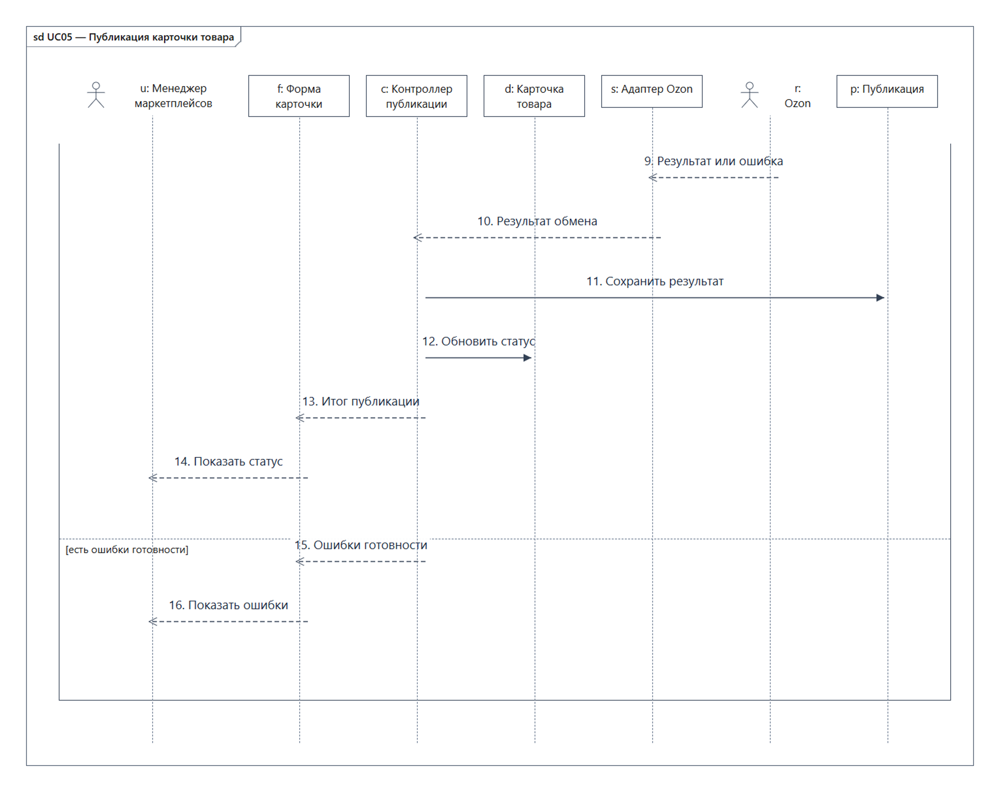 sd UC05 — Публикация карточки товара
u: Менеджер
маркетплейсов
f: Форма
карточки
c: Контроллер
публикации
d: Карточка
товара
s: Адаптер Ozon
r:
Ozon
p: Публикация
9. Результат или ошибка
10. Результат обмена
11. Сохранить результат
12. Обновить статус
13. Итог публикации
14. Показать статус
15. Ошибки готовности
[есть ошибки готовности]
16. Показать ошибки